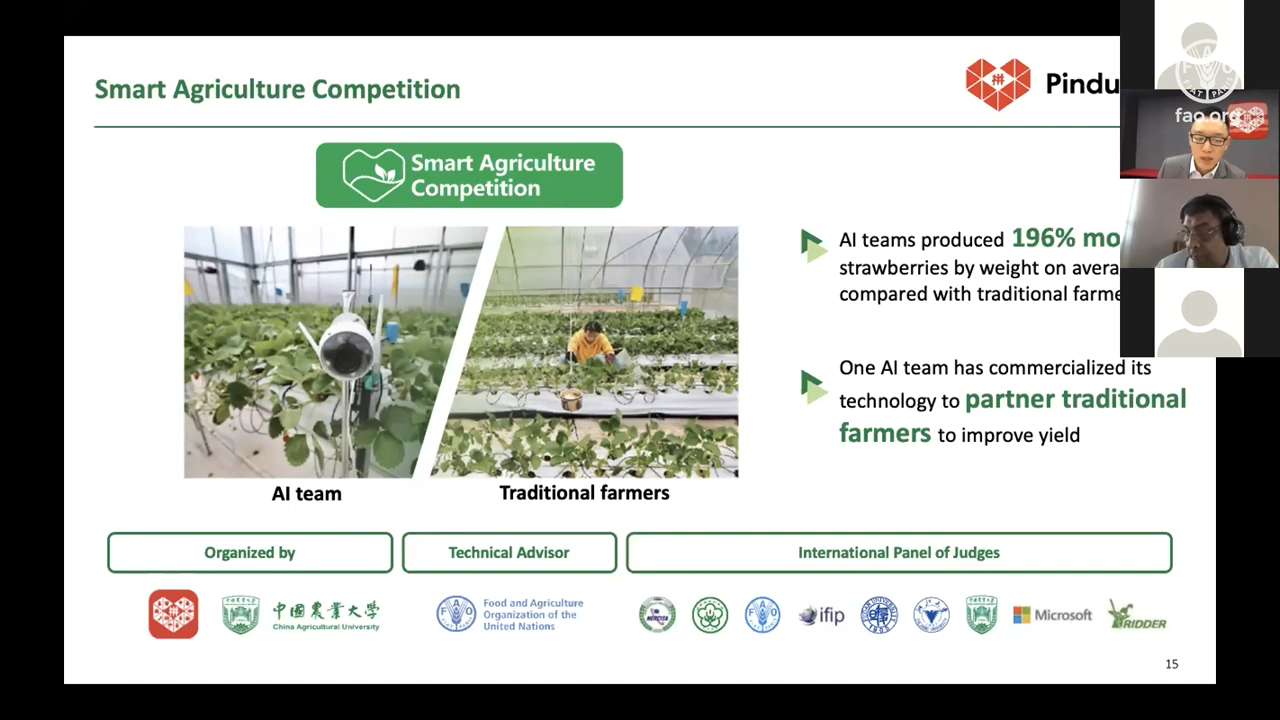 Smart Agriculture Competition
Pindu
fao.org
Smart Agriculture
Competition
AI teams produced 196% mo
strawberries by weight on avera
compared with traditional farme
One AI team has commercialized its
technology to partner traditional
farmers to improve yield
AI team
Traditional farmers
Organized by
Technical Advisor
International Panel of Judges
中國農業大學
China Agricultural University
Food and Agriculture
Organization of the
United Nations
ifip
Microsoft
RIDDER
15